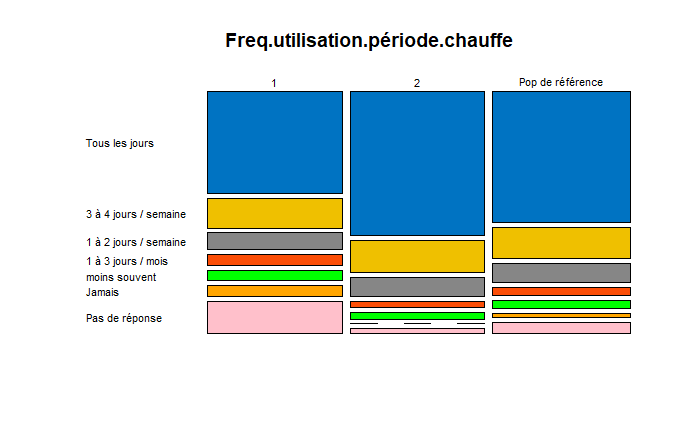 Freq.utilisation.période.chauffe
1
2
Pop de référence
Tous les jours
3 à 4 jours / semaine
1 à 2 jours / semaine
1 à 3 jours / mois
moins souvent
Jamais
Pas de réponse